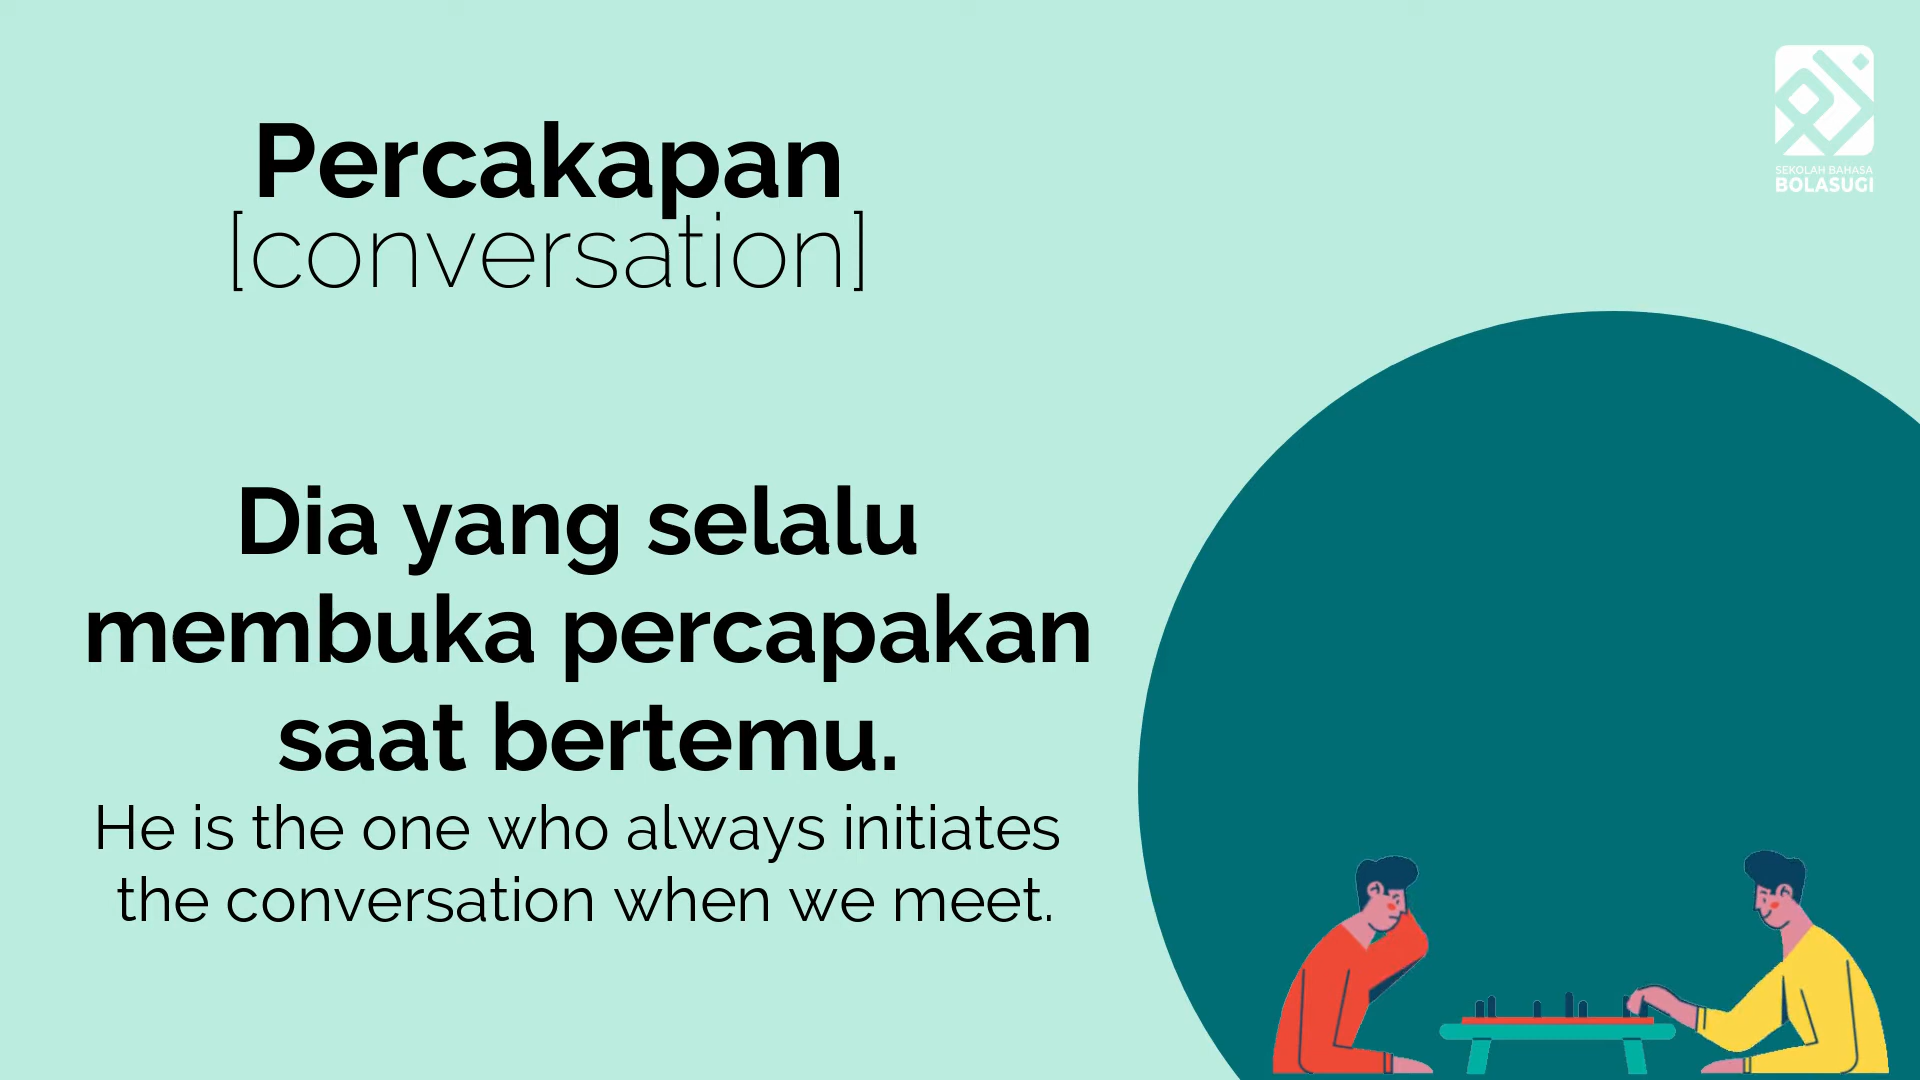 SEKOLAH BAHASA
BOLASUGI
Percakapan
[conversation]
Dia yang selalu
membuka percapakan
saat bertemu.
He is the one who always initiates
the conversation when we meet.